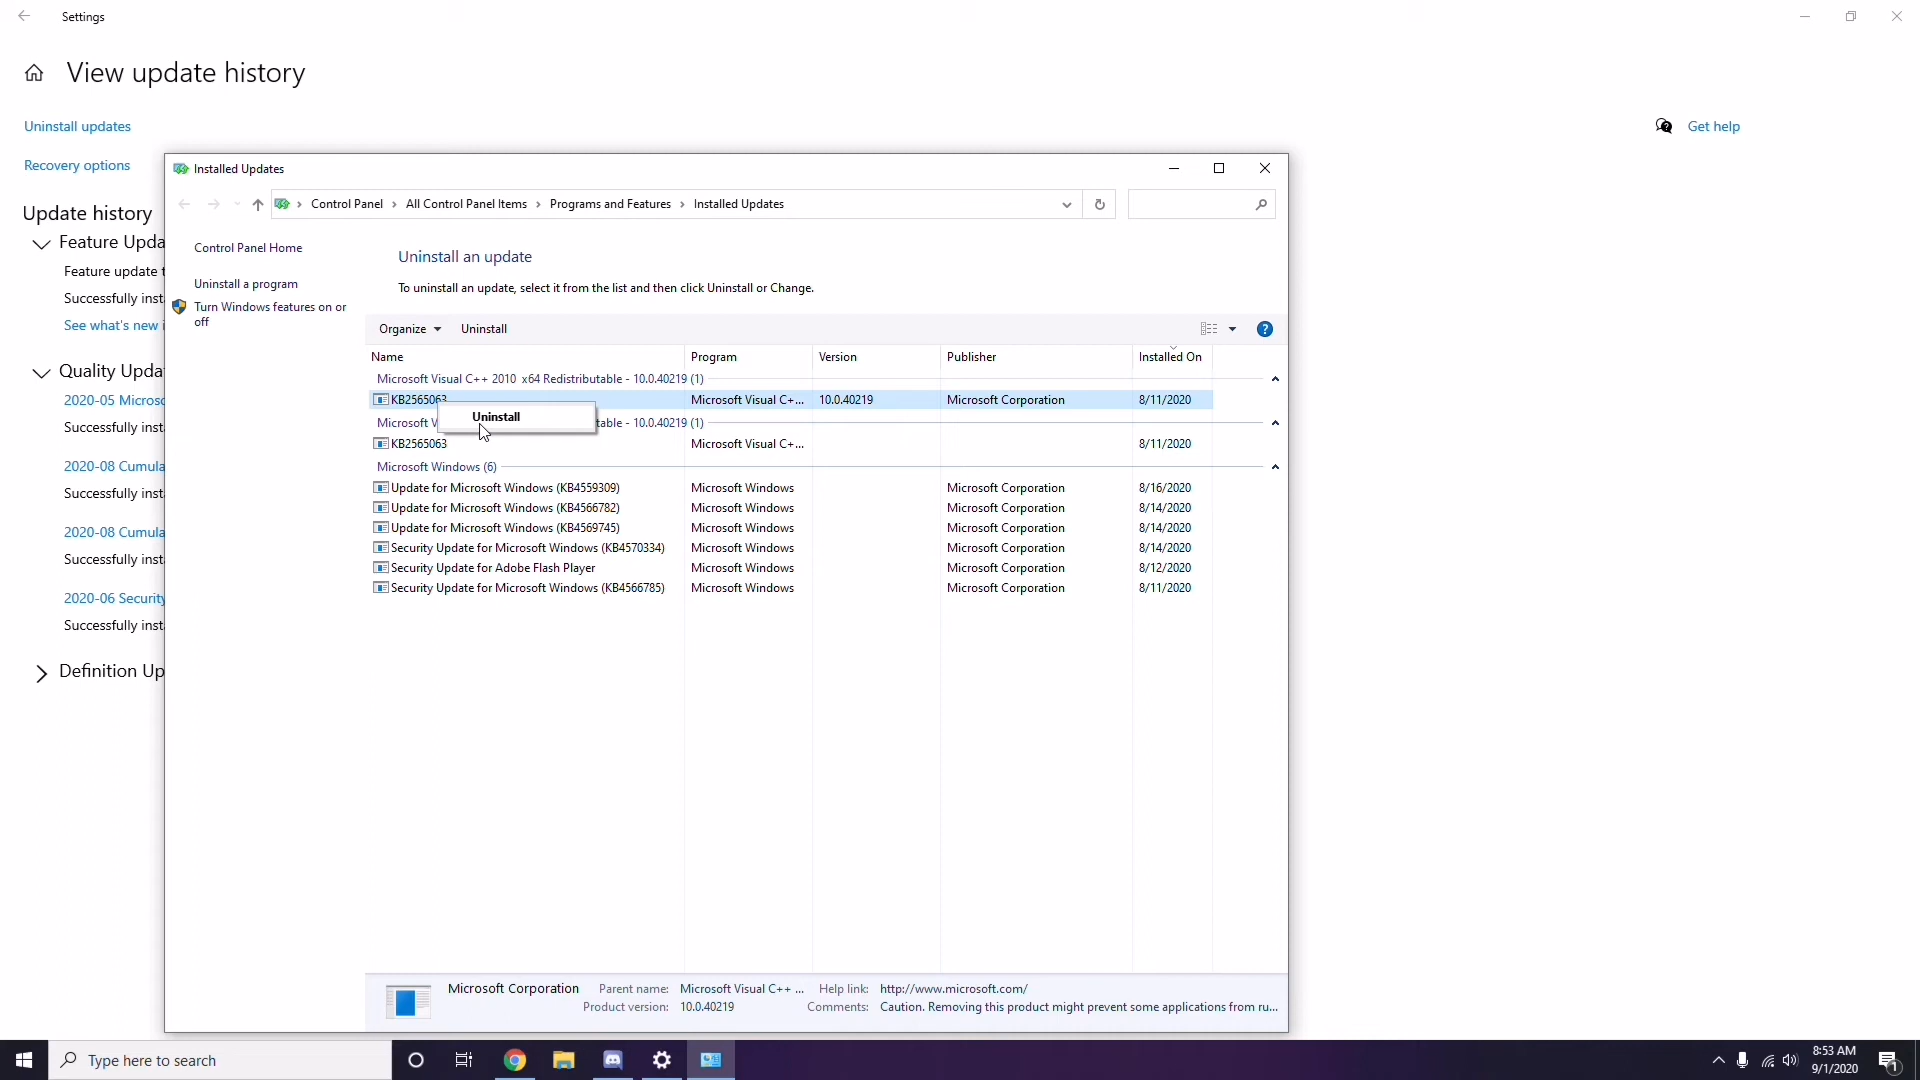 Settings
View update history
Uninstall updates
Get help
Recovery options
Update history
Feature Upda
Feature update t
Successfully inst
See what's new i
Quality Upda
2020-05 Microso
Successfully inst
2020-08 Cumula
Successfully inst
2020-08 Cumula
Successfully inst
2020-06 Security
Successfully inst
Definition Up
Installed Updates
Control Panel > All Control Panel Items > Programs and Features > Installed Updates
Control Panel Home
Uninstall a program
Turn Windows features on or
off
Uninstall an update
To uninstall an update, select it from the list and then click Uninstall or Change.
Organize Uninstall
Name Program Version Publisher Installed On
Microsoft Visual C++ 2010 x64 Redistributable - 10.0.40219 (1)
KB2565063 Microsoft Visual C+... 10.0.40219 Microsoft Corporation 8/11/2020
Uninstall
Microsoft V table - 10.0.40219 (1)
KB2565063 Microsoft Visual C+... 8/11/2020
Microsoft Windows (6)
Update for Microsoft Windows (KB4559309) Microsoft Windows Microsoft Corporation 8/16/2020
Update for Microsoft Windows (KB4566782) Microsoft Windows Microsoft Corporation 8/14/2020
Update for Microsoft Windows (KB4569745) Microsoft Windows Microsoft Corporation 8/14/2020
Security Update for Microsoft Windows (KB4570334) Microsoft Windows Microsoft Corporation 8/14/2020
Security Update for Adobe Flash Player Microsoft Windows Microsoft Corporation 8/12/2020
Security Update for Microsoft Windows (KB4566785) Microsoft Windows Microsoft Corporation 8/11/2020
Microsoft Corporation Parent name: Microsoft Visual C++ ... Help link: http://www.microsoft.com/
Product version: 10.0.40219 Comments: Caution. Removing this product might prevent some applications from ru...
Type here to search
8:53 AM
9/1/2020
1